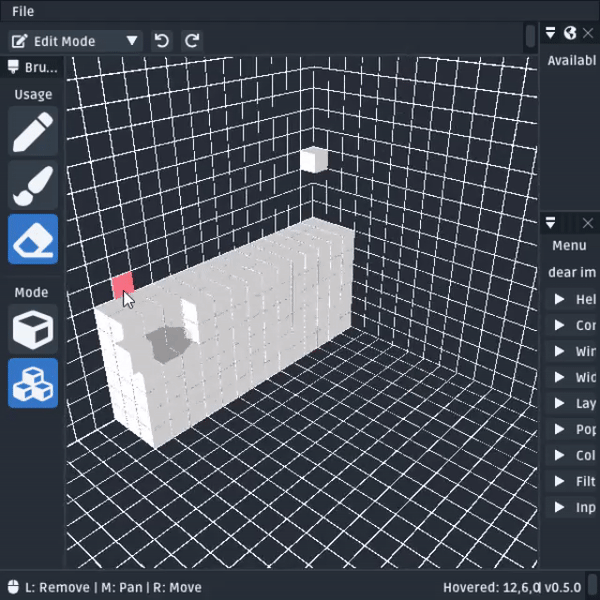 File
Edit Mode
Bru...
Usage
Mode
Availabl
Menu
dear im
Hel
Cor
Wir
Wid
Lay
Pop
Col
Filt
Inp
L: Remove | M: Pan | R: Move
Hovered: 12,6,0 v0.5.0